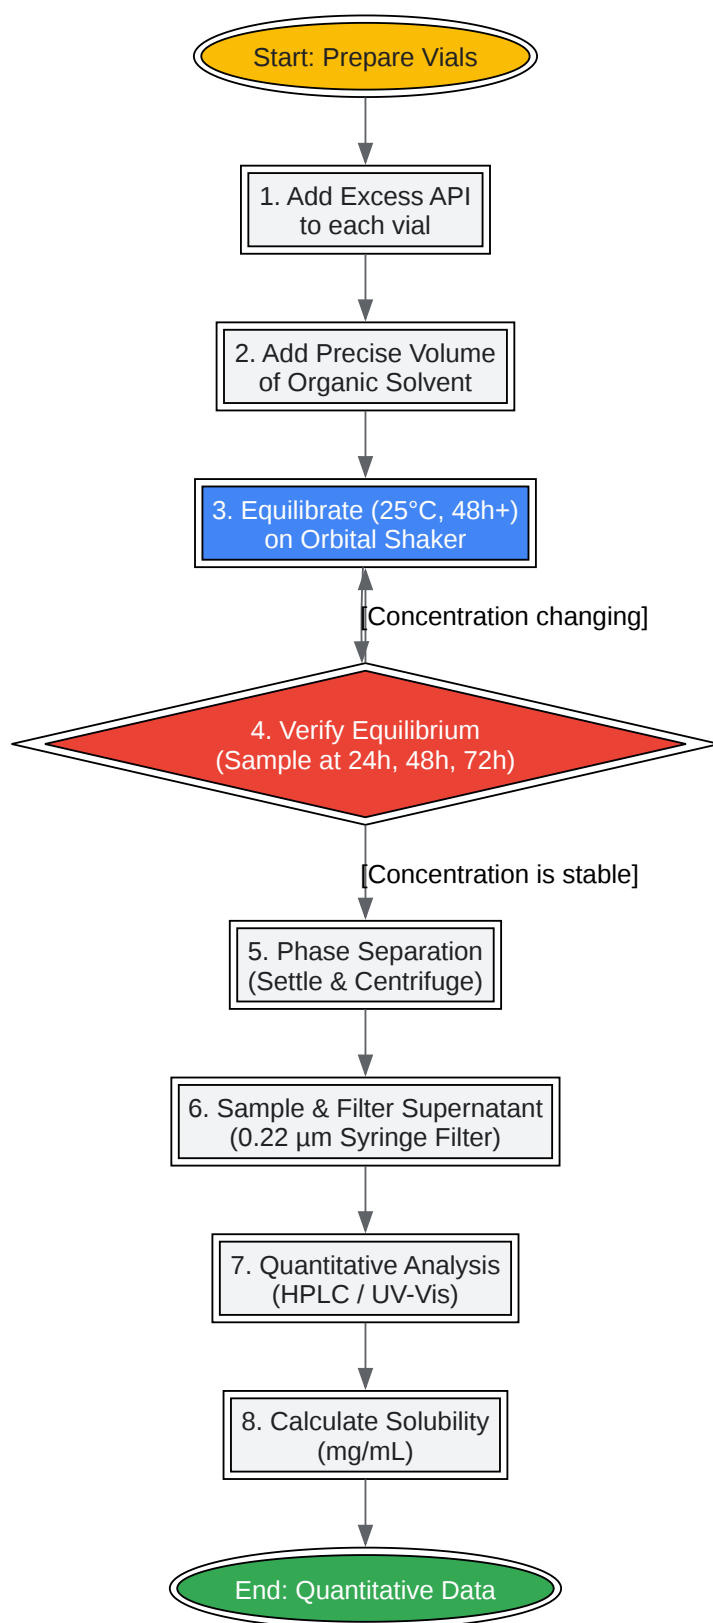 Start: Prepare Vials
1. Add Excess API
to each vial
2. Add Precise Volume
of Organic Solvent
3. Equilibrate (25°C, 48h+)
on Orbital Shaker
[Concentration changing]
4. Verify Equilibrium
(Sample at 24h, 48h, 72h)
[Concentration is stable]
5. Phase Separation
(Settle & Centrifuge)
6. Sample & Filter Supernatant
(0.22 µm Syringe Filter)
7. Quantitative Analysis
(HPLC / UV-Vis)
8. Calculate Solubility
(mg/mL)
End: Quantitative Data